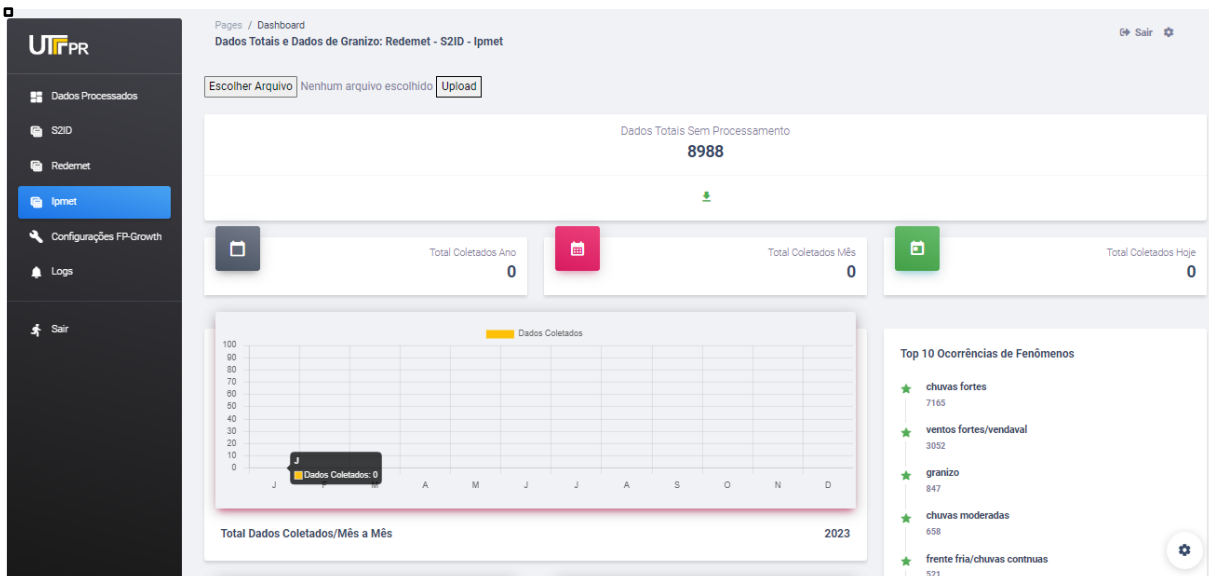 UTFPR
Dados Processados
S2ID
Redemet
Ipmet
Configurações FP-Growth
Logs
Sair
Pages / Dashboard
Dados Totais e Dados de Granizo: Redemet - S2ID - Ipmet
Sair
Escolher Arquivo Nenhum arquivo escolhido Upload
Dados Totais Sem Processamento
8988
Total Coletados Ano
0
Total Coletados Mês
0
Total Coletados Hoje
0
Dados Coletados
100
90
80
70
60
50
40
30
20
10
0
J
Dados Coletados: 0
J F M A M J J A S O N D
Total Dados Coletados/Mês a Mês 2023
Top 10 Ocorrências de Fenômenos
chuvas fortes
7165
ventos fortes/vendaval
3052
granizo
847
chuvas moderadas
658
frente fria/chuvas contnuas
521